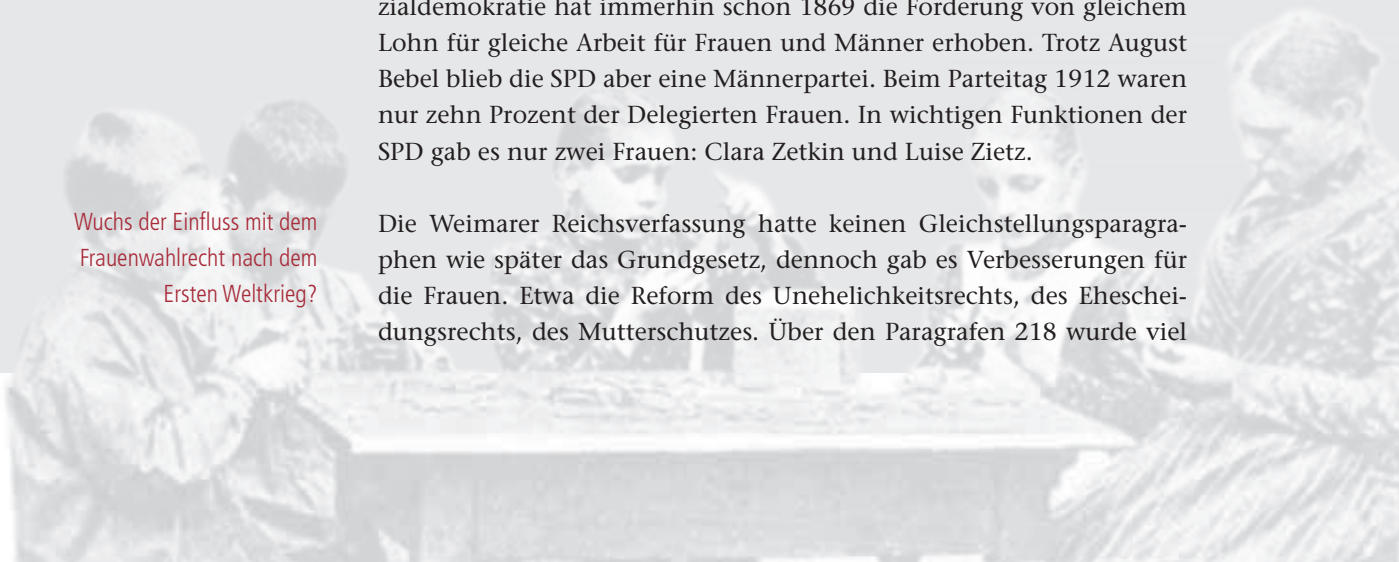 zialdemokratie hat immerhin schon 1869 die Forderung von gleichem
Lohn für gleiche Arbeit für Frauen und Männer erhoben. Trotz August
Bebel blieb die SPD aber eine Männerpartei. Beim Parteitag 1912 waren
nur zehn Prozent der Delegierten Frauen. In wichtigen Funktionen der
SPD gab es nur zwei Frauen: Clara Zetkin und Luise Zietz.
Wuchs der Einfluss mit dem
Frauenwahlrecht nach dem
Ersten Weltkrieg?
Die Weimarer Reichsverfassung hatte keinen Gleichstellungsparagra-
phen wie später das Grundgesetz, dennoch gab es Verbesserungen für
die Frauen. Etwa die Reform des Unehelichkeitsrechts, des Eheschei-
dungsrechts, des Mutterschutzes. Über den Paragrafen 218 wurde viel